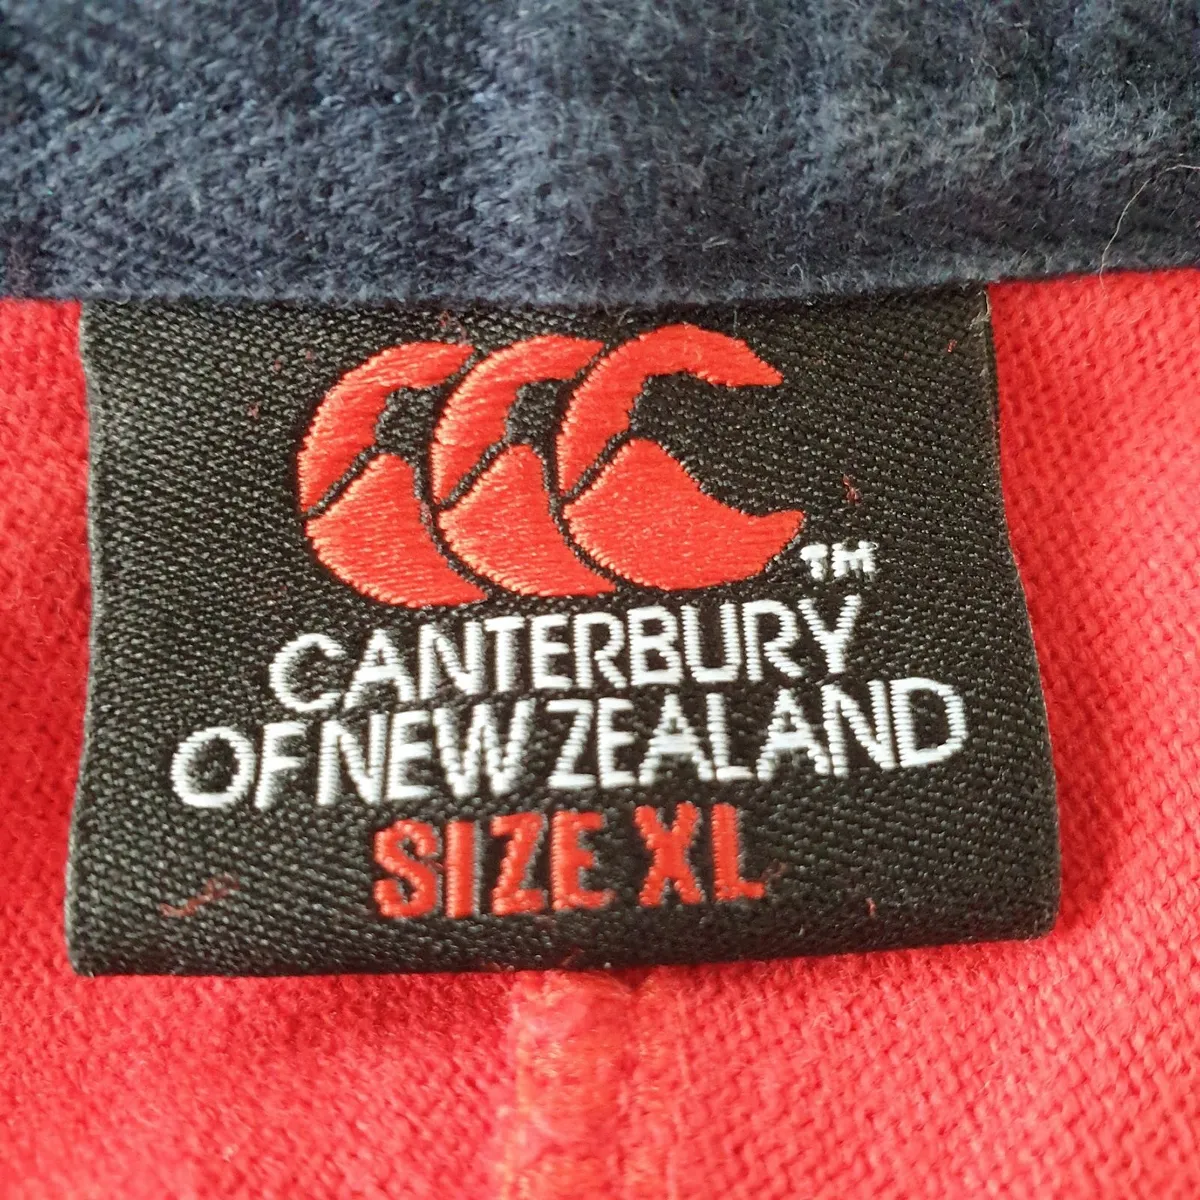 TM
CANTERBURY
OF NEW ZEALAND
SIZE XL